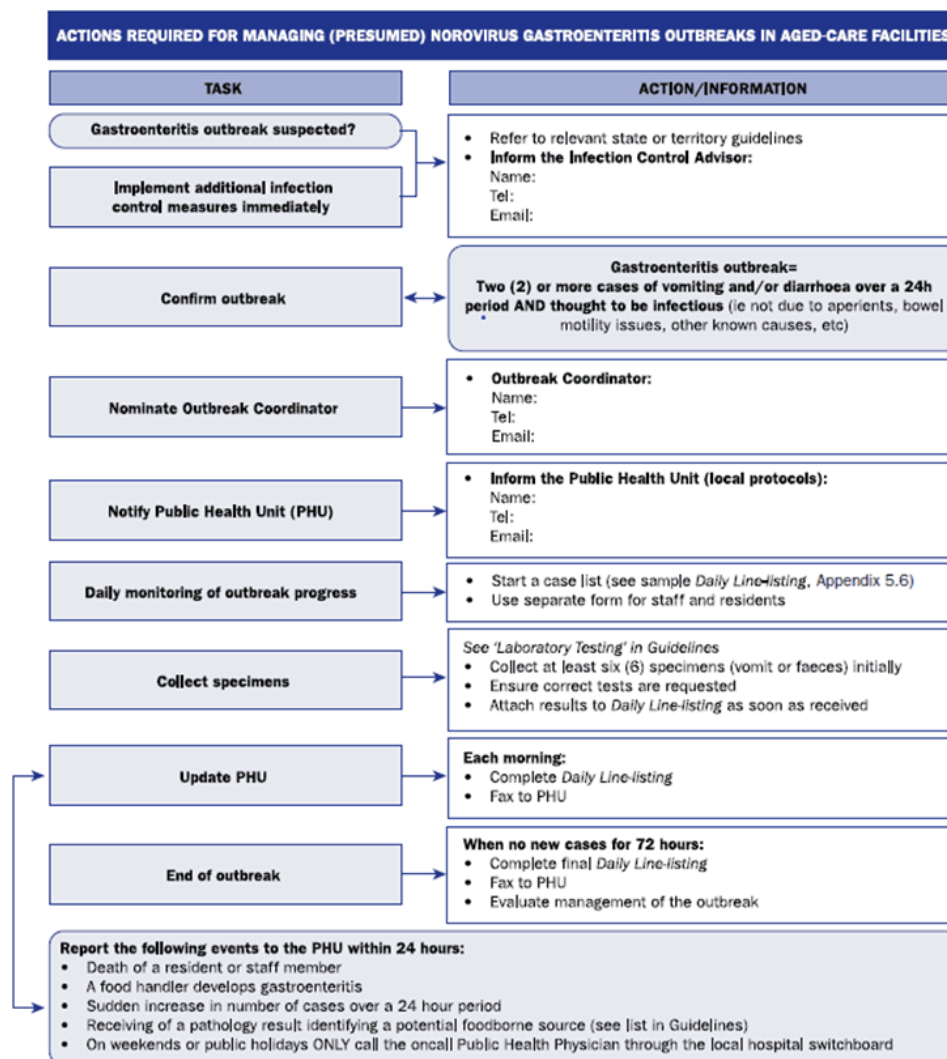 ACTIONS REQUIRED FOR MANAGING (PRESUMED) NOROVIRUS GASTROENTERITIS OUTBREAKS IN AGED-CARE FACILITIES
TASK
ACTION/INFORMATION
Gastroenteritis outbreak suspected?
Implement additional infection
control measures immediately
• Refer to relevant state or territory guidelines
• Inform the Infection Control Advisor:
Name:
Tel:
Email:
Confirm outbreak
Gastroenteritis outbreak=
Two (2) or more cases of vomiting and/or diarrhoea over a 24h
period AND thought to be infectious (ie not due to aperients, bowel
motility issues, other known causes, etc)
Nominate Outbreak Coordinator
• Outbreak Coordinator:
Name:
Tel:
Email:
Notify Public Health Unit (PHU)
• Inform the Public Health Unit (local protocols):
Name:
Tel:
Email:
Daily monitoring of outbreak progress
• Start a case list (see sample Daily Line-listing, Appendix 5.6)
• Use separate form for staff and residents
Collect specimens
See 'Laboratory Testing' in Guidelines
• Collect at least six (6) specimens (vomit or faeces) initially
• Ensure correct tests are requested
• Attach results to Daily Line-listing as soon as received
Update PHU
Each morning:
• Complete Daily Line-listing
• Fax to PHU
End of outbreak
When no new cases for 72 hours:
• Complete final Daily Line-listing
• Fax to PHU
• Evaluate management of the outbreak
Report the following events to the PHU within 24 hours:
• Death of a resident or staff member
• A food handler develops gastroenteritis
• Sudden increase in number of cases over a 24 hour period
• Receiving of a pathology result identifying a potential foodborne source (see list in Guidelines)
• On weekends or public holidays ONLY call the oncall Public Health Physician through the local hospital switchboard